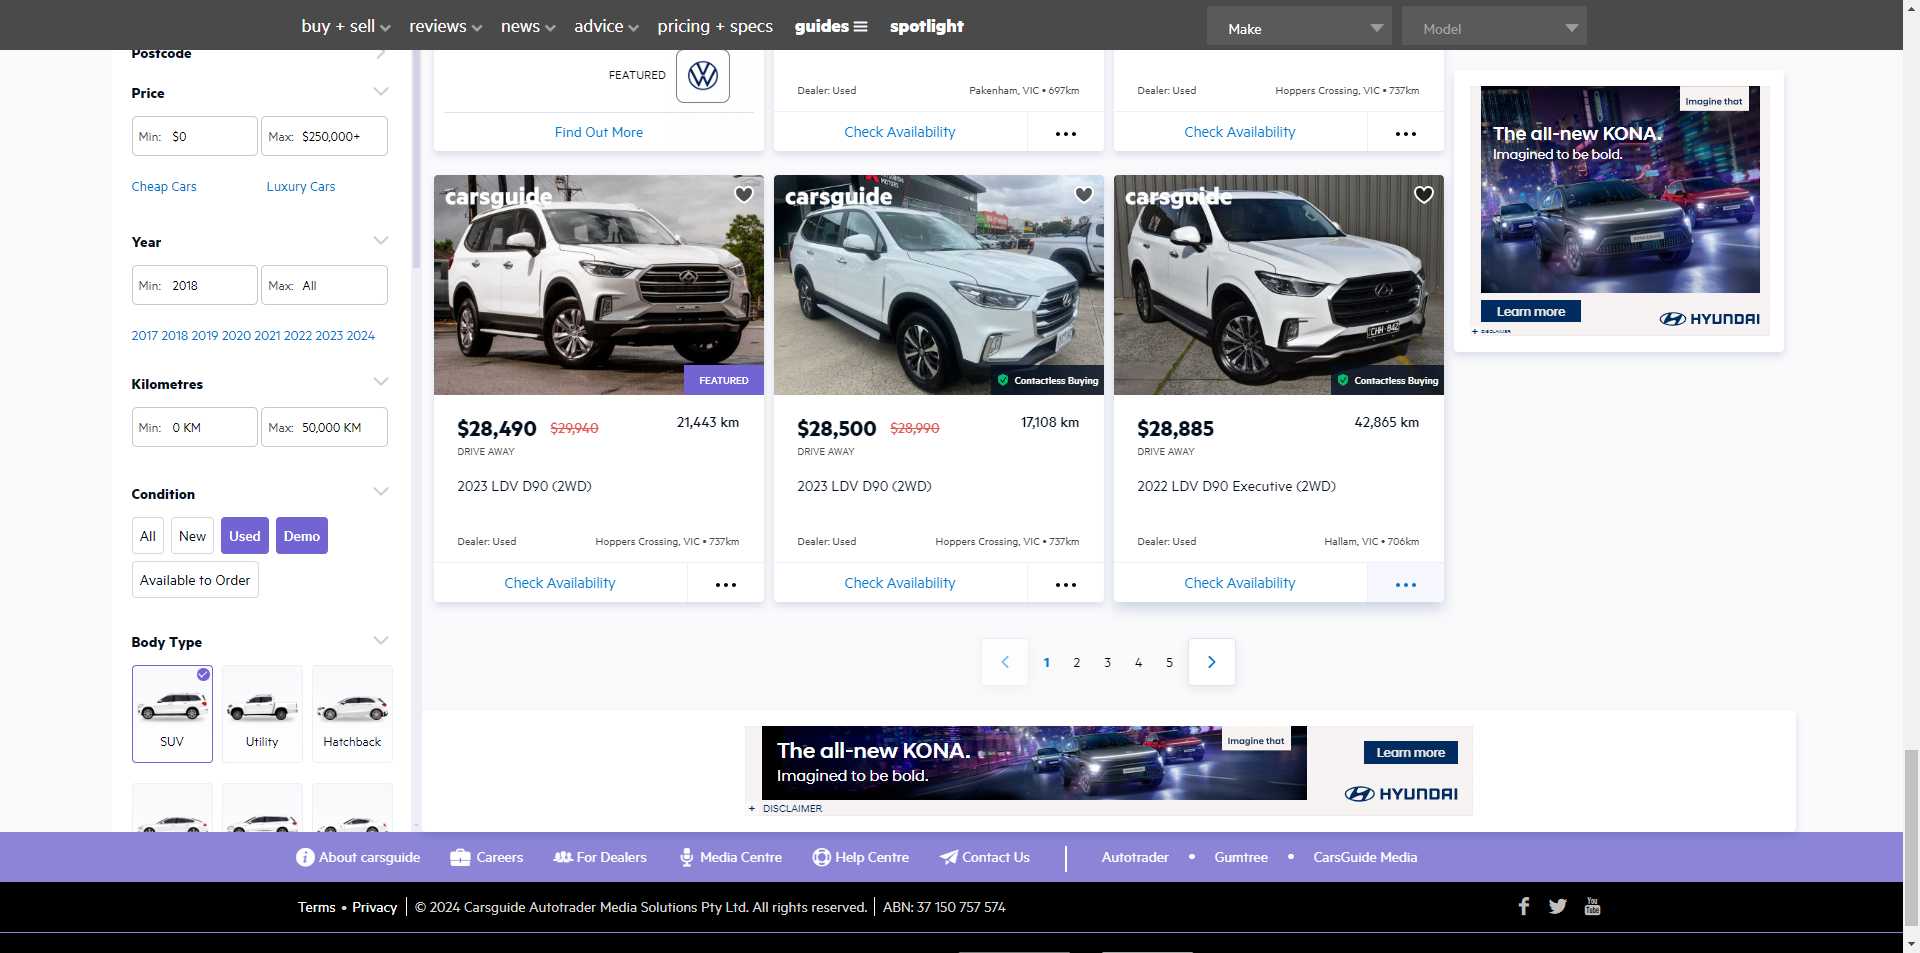 buy + sell reviews news advice pricing + specs guides spotlight Make Model
Postcode
Price
Min: $0 Max: $250,000+
Cheap Cars Luxury Cars
Year
Min: 2018 Max: All
2017 2018 2019 2020 2021 2022 2023 2024
Kilometres
Min: 0 KM Max: 50,000 KM
Condition
All New Used Demo
Available to Order
Body Type
SUV Utility Hatchback
FEATURED
Find Out More
Dealer: Used Pakenham, VIC • 697km
Check Availability
Dealer: Used Hoppers Crossing, VIC • 737km
Check Availability
carsguide
FEATURED
$28,490 $29,940 21,443 km
DRIVE AWAY
2023 LDV D90 (2WD)
Dealer: Used Hoppers Crossing, VIC • 737km
Check Availability
carsguide
Contactless Buying
$28,500 $28,990 17,108 km
DRIVE AWAY
2023 LDV D90 (2WD)
Dealer: Used Hoppers Crossing, VIC • 737km
Check Availability
carsguide
Contactless Buying
$28,885 42,865 km
DRIVE AWAY
2022 LDV D90 Executive (2WD)
Dealer: Used Hallam, VIC • 706km
Check Availability
Imagine that
The all-new KONA.
Imagined to be bold.
Learn more
HYUNDAI
+ DISCLAIMER
1 2 3 4 5
The all-new KONA.
Imagined to be bold.
Imagine that
Learn more
HYUNDAI
+ DISCLAIMER
About carsguide Careers For Dealers Media Centre Help Centre Contact Us Autotrader • Gumtree • CarsGuide Media
Terms • Privacy | © 2024 Carsguide Autotrader Media Solutions Pty Ltd. All rights reserved. | ABN: 37 150 757 574